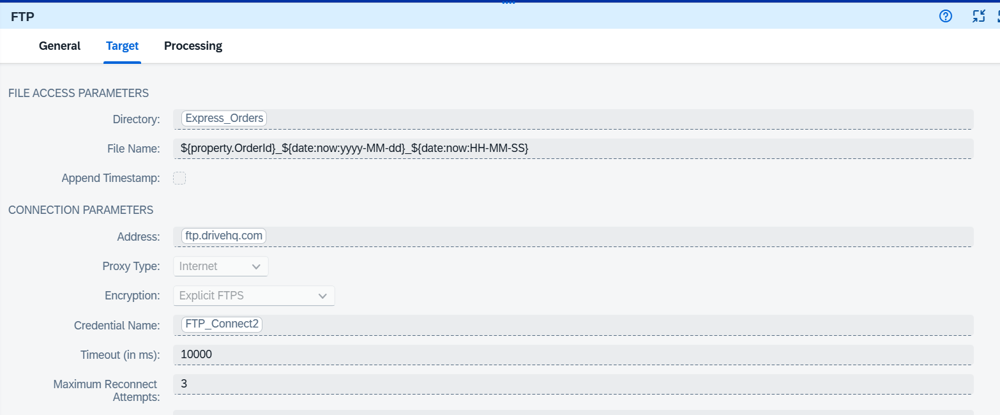 FTP
General Target Processing
FILE ACCESS PARAMETERS
Directory: Express_Orders
File Name: ${property.OrderId}_${date:now:yyyy-MM-dd}_${date:now:HH-MM-SS}
Append Timestamp:
CONNECTION PARAMETERS
Address: ftp.drivehq.com
Proxy Type: Internet
Encryption: Explicit FTPS
Credential Name: FTP_Connect2
Timeout (in ms): 10000
Maximum Reconnect 3
Attempts: